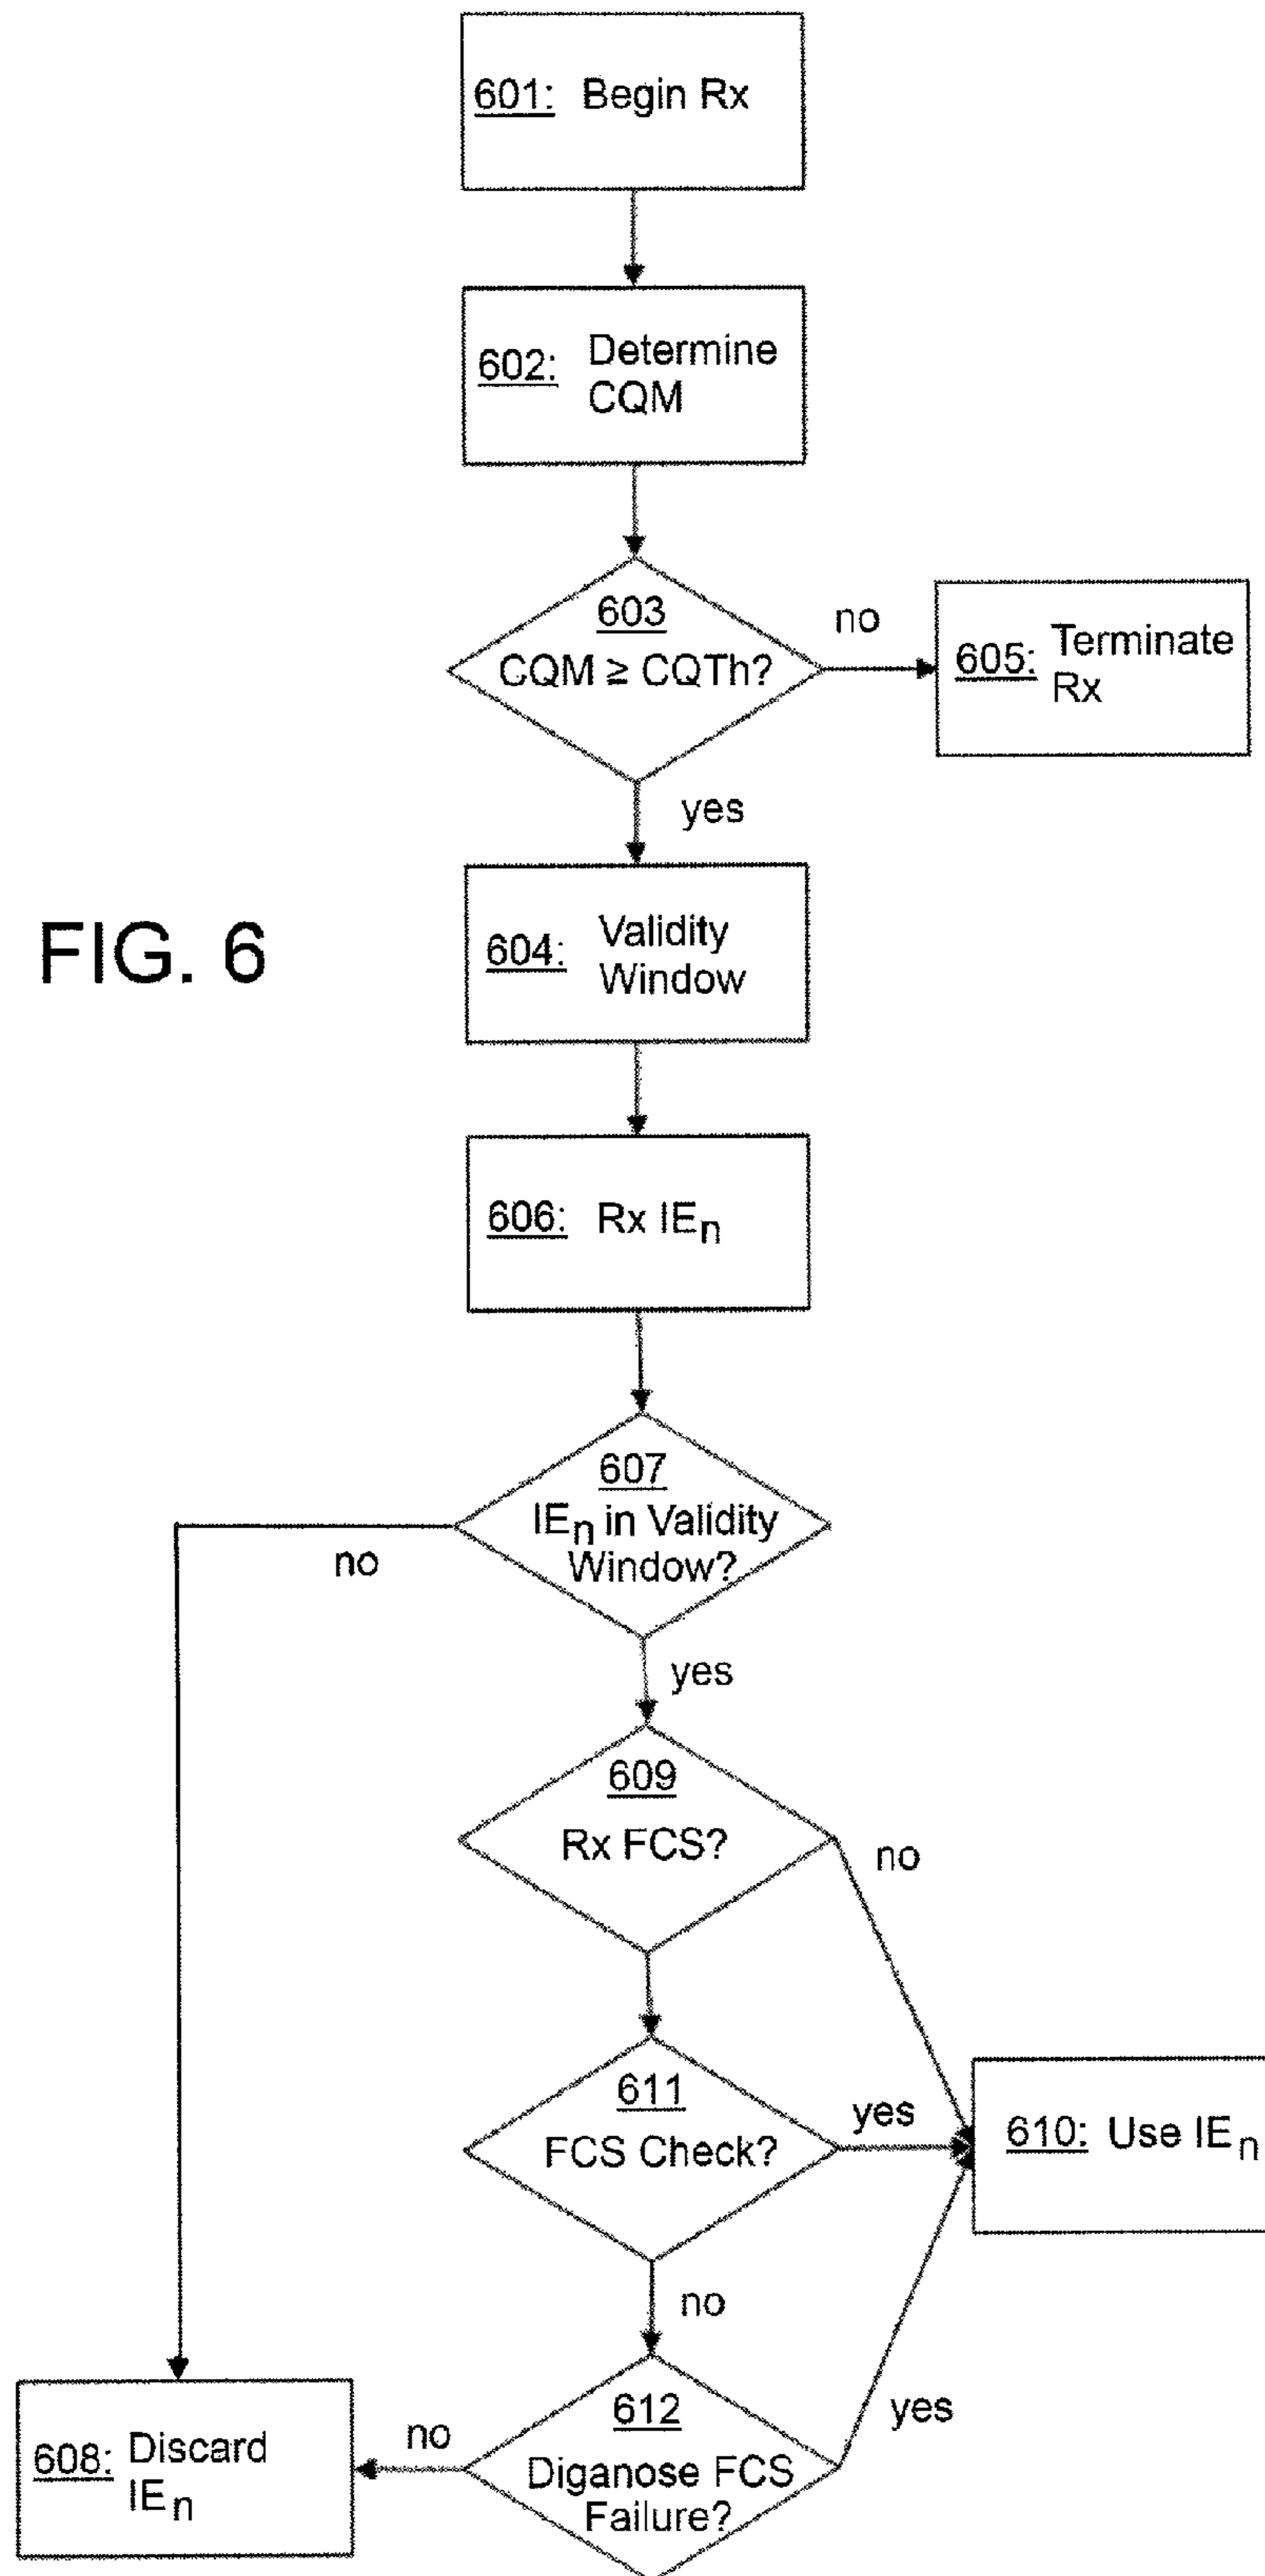 601: Begin Rx
602: Determine
CQM
603
CQM ≥ CQTh?
no
605: Terminate
Rx
yes
FIG. 6
604: Validity
Window
606: Rx IEn
607
IEn in Validity
Window?
no
yes
609
Rx FCS?
no
611
FCS Check?
yes
610: Use IEn
no
612
Diganose FCS
Failure?
yes
no
608: Discard
IEn